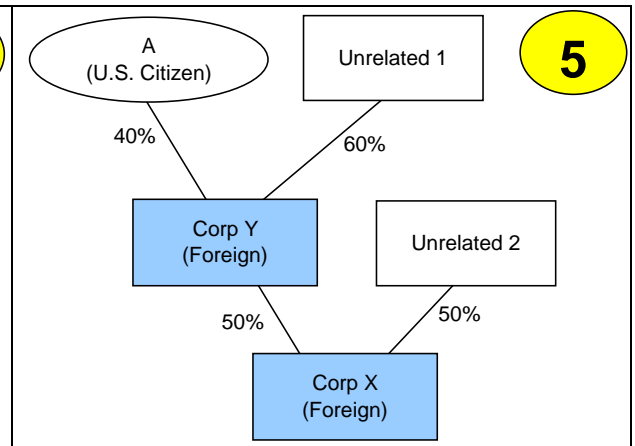 A
(U.S. Citizen)
Unrelated 1
5
40%
60%
Corp Y
(Foreign)
Unrelated 2
50%
50%
Corp X
(Foreign)